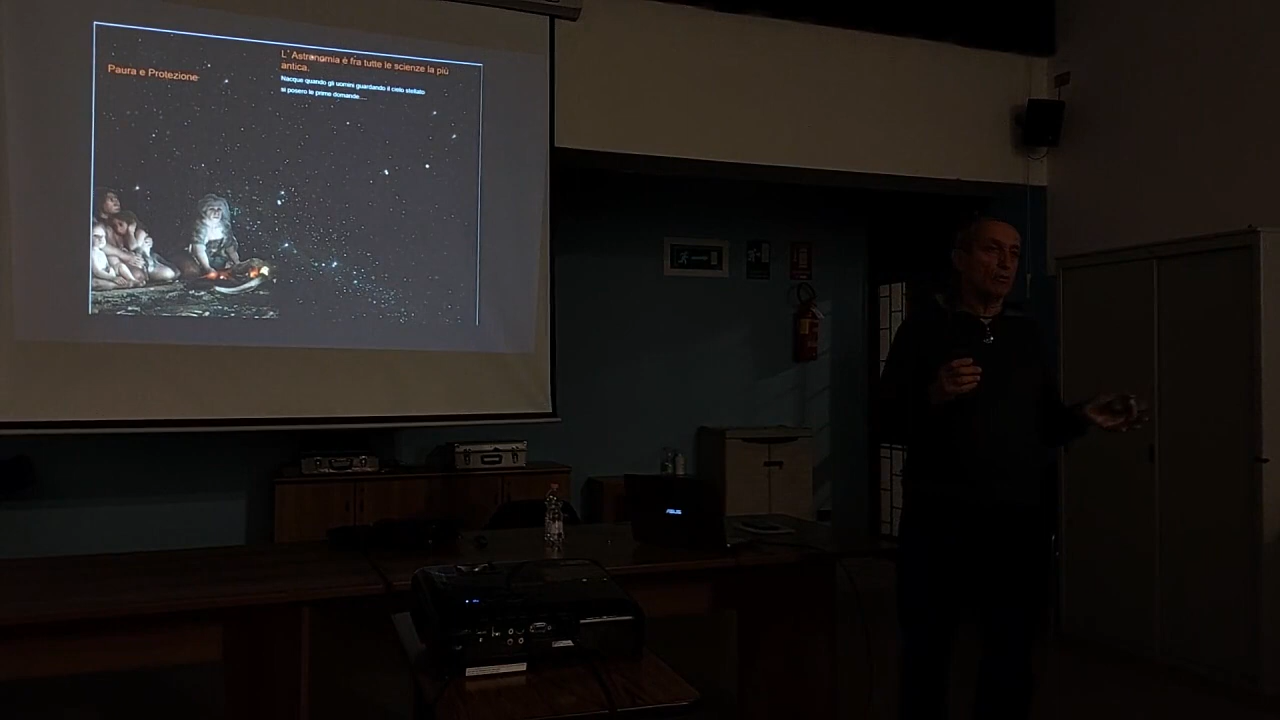 Paura e Protezione
L' Astronomia è fra tutte le scienze la più
antica.
Nacque quando gli uomini guardando il cielo stellato
si posero le prime domande....
ASUS